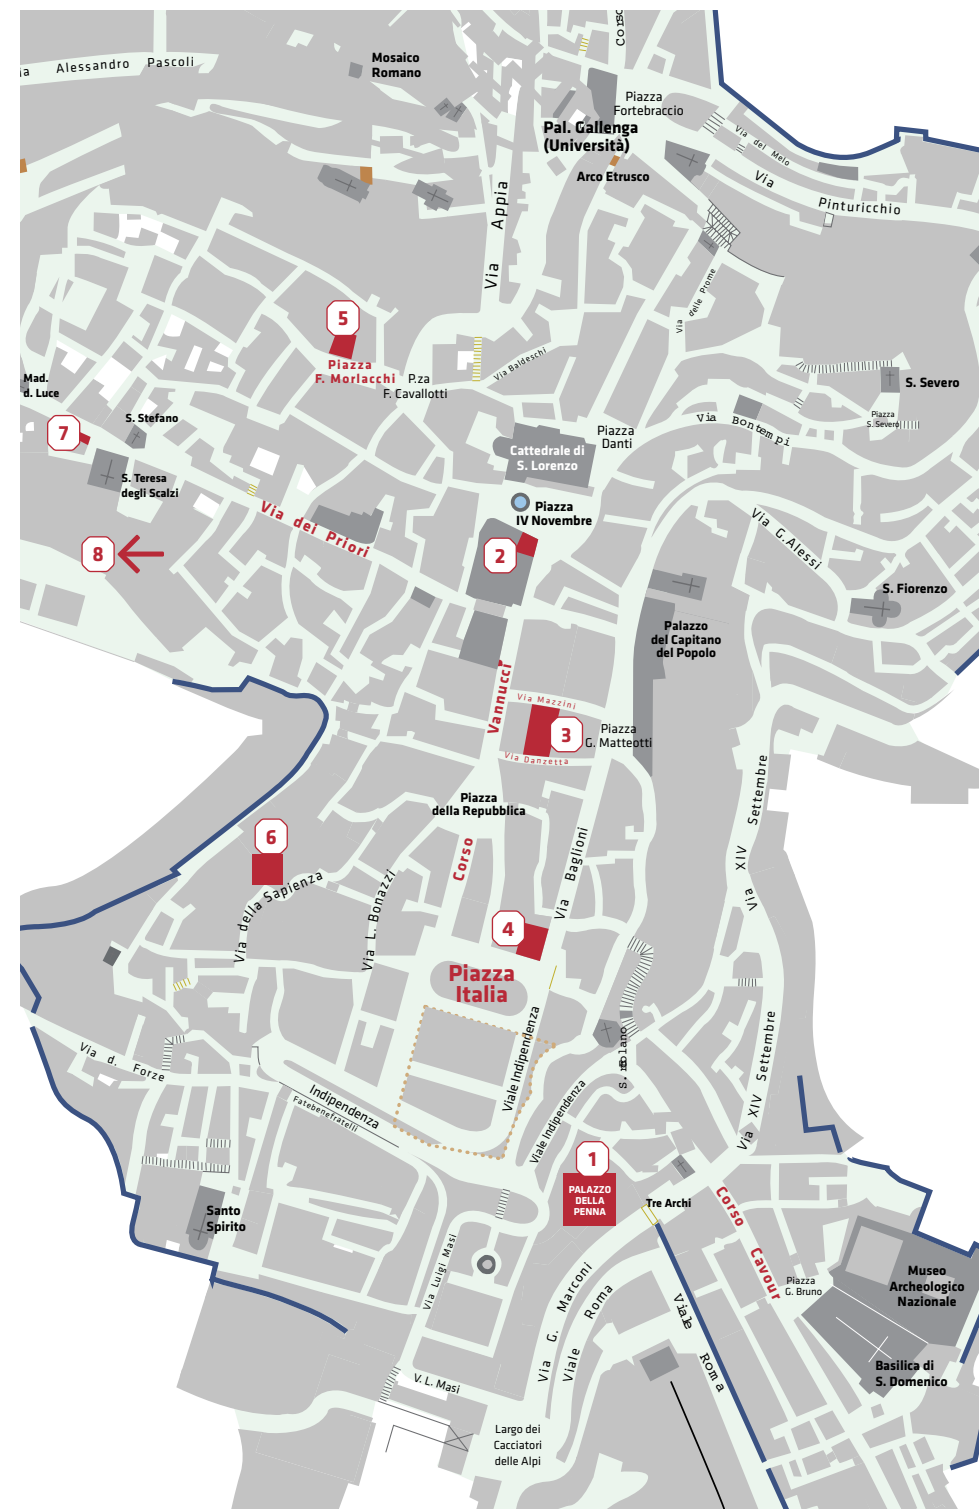 Corso
Mosaico
Romano
ia Alessandro Pascoli
Piazza
Fortebraccio
Pal. Gallenga
(Università)
Arco Etrusco
Via del Melo
Via Pinturicchio
Via Appia
Via delle Prome
5
Piazza
F. Morlacchi
P.za
F. Cavallotti
Via Baldeschi
Mad.
d. Luce
S. Severo
Piazza
S. Severo
7
S. Stefano
S. Teresa
degli Scalzi
Cattedrale di
S. Lorenzo
Piazza
Danti
Via Bontempi
Via dei Priori
Piazza
IV Novembre
2
8
Via G.Alessi
S. Fiorenzo
Palazzo
del Capitano
del Popolo
Vannucci
Via Mazzini
3
Piazza
G. Matteotti
Via Danzetta
Piazza
della Repubblica
Corso
6
Via della Sapienza
Via L. Bonazzi
Via Baglioni
Via XIV Settembre
4
Piazza
Italia
Viale Indipendenza
Via d. Forze
Indipendenza
Fatebenefratelli
Viale Indipendenza
Via XIV Settembre
1
PALAZZO
DELLA
PENNA
Tre Archi
Corso Cavour
Santo
Spirito
Via Luigi Masi
Via G. Marconi
Viale Roma
Viale Roma
Piazza
G. Bruno
Museo
Archeologico
Nazionale
Basilica di
S. Domenico
V. L. Masi
Largo dei
Cacciatori
delle Alpi